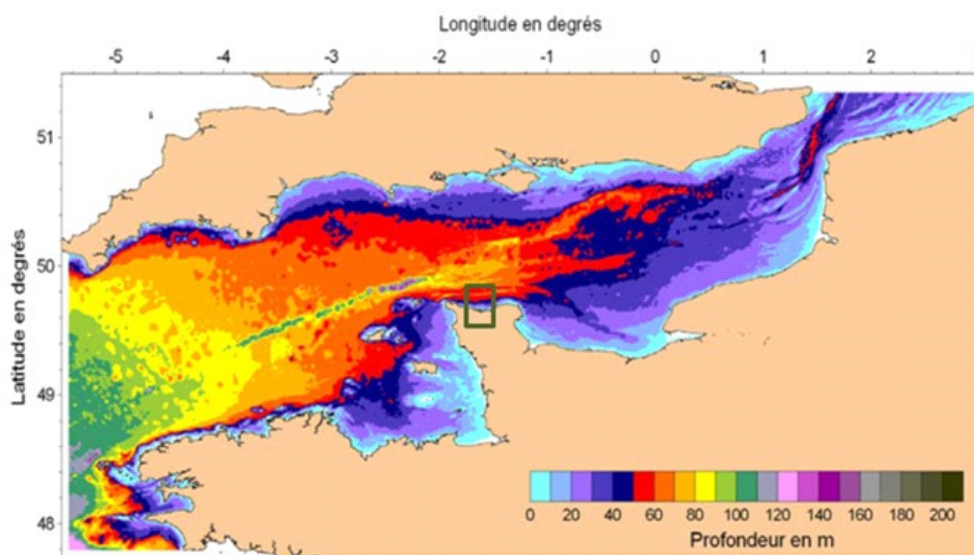 Longitude en degrés
-5 -4 -3 -2 -1 0 1 2
Latitude en degrés
51
50
49
48
0 20 40 60 80 100 120 140 160 180 200
Profondeur en m